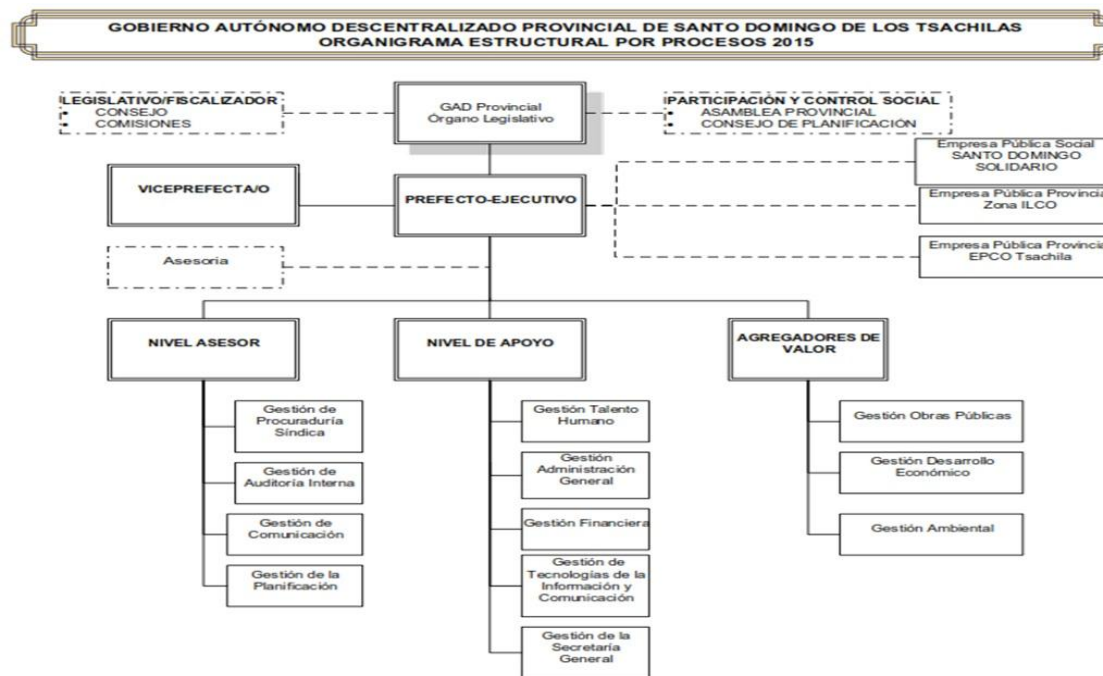 GOBIERNO AUTÓNOMO DESCENTRALIZADO PROVINCIAL DE SANTO DOMINGO DE LOS TSACHILAS
ORGANIGRAMA ESTRUCTURAL POR PROCESOS 2015
LEGISLATIVO/FISCALIZADOR
• CONSEJO
• COMISIONES
GAD Provincial
Órgano Legislativo
PARTICIPACIÓN Y CONTROL SOCIAL
• ASAMBLEA PROVINCIAL
• CONSEJO DE PLANIFICACIÓN
Empresa Pública Social
SANTO DOMINGO
SOLIDARIO
VICEPREFECTA/O
PREFECTO-EJECUTIVO
Empresa Pública Provincia
Zona ILCO
Empresa Pública Provincia
EPCO Tsachila
Asesoria
NIVEL ASESOR
NIVEL DE APOYO
AGREGADORES DE
VALOR
Gestión de
Procuraduría
Síndica
Gestión de
Auditoría Interna
Gestión de
Comunicación
Gestión de la
Planificación
Gestión Talento
Humano
Gestión
Administración
General
Gestión Financiera
Gestión de
Tecnologías de la
Información y
Comunicación
Gestión de la
Secretaría
General
Gestión Obras Públicas
Gestión Desarrollo
Económico
Gestión Ambiental